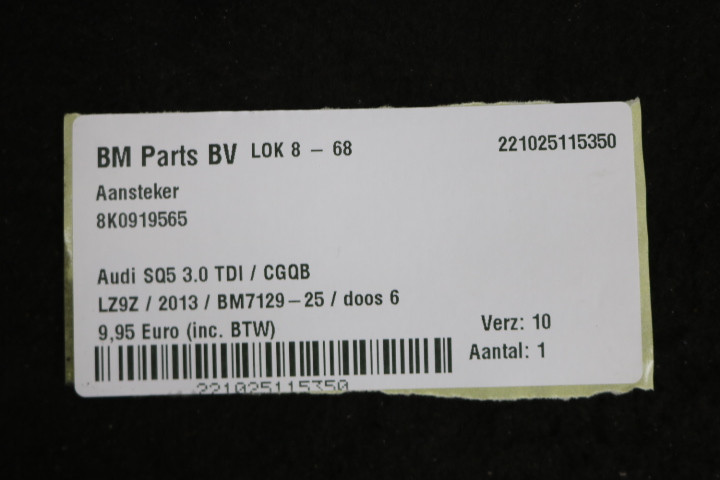 BM Parts BV LOK 8 – 68 221025115350
Aansteker
8K0919565
Audi SQ5 3.0 TDI / CGQB
LZ9Z / 2013 / BM7129–25 / doos 6
9,95 Euro (inc. BTW) Verz: 10
Aantal: 1
221025115350